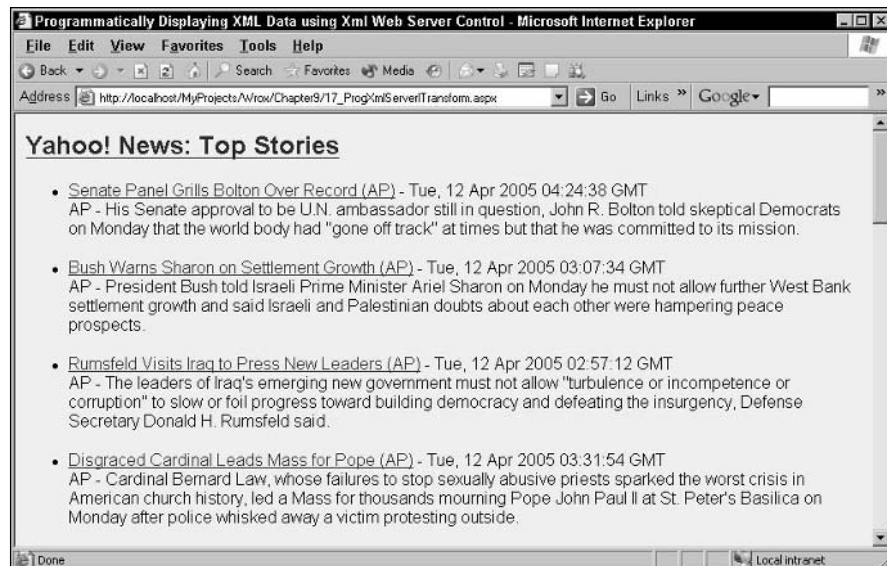 Programmatically Displaying XML Data using Xml Web Server Control - Microsoft Internet Explorer
File Edit View Favorites Tools Help
Back Search Favorites Media
Address http://localhost/MyProjects/Wrox/Chapter9/17_ProgXmlServerlTransform.aspx Go Links » Google »
Yahoo! News: Top Stories
• Senate Panel Grills Bolton Over Record (AP) - Tue, 12 Apr 2005 04:24:38 GMT
AP - His Senate approval to be U.N. ambassador still in question, John R. Bolton told skeptical Democrats
on Monday that the world body had "gone off track" at times but that he was committed to its mission.
• Bush Warns Sharon on Settlement Growth (AP) - Tue, 12 Apr 2005 03:07:34 GMT
AP - President Bush told Israeli Prime Minister Ariel Sharon on Monday he must not allow further West Bank
settlement growth and said Israeli and Palestinian doubts about each other were hampering peace
prospects.
• Rumsfeld Visits Iraq to Press New Leaders (AP) - Tue, 12 Apr 2005 02:57:12 GMT
AP - The leaders of Iraq's emerging new government must not allow "turbulence or incompetence or
corruption" to slow or foil progress toward building democracy and defeating the insurgency, Defense
Secretary Donald H. Rumsfeld said.
• Disgraced Cardinal Leads Mass for Pope (AP) - Tue, 12 Apr 2005 03:31:54 GMT
AP - Cardinal Bernard Law, whose failures to stop sexually abusive priests sparked the worst crisis in
American church history, led a Mass for thousands mourning Pope John Paul II at St. Peter's Basilica on
Monday after police whisked away a victim protesting outside.
Done Local intranet